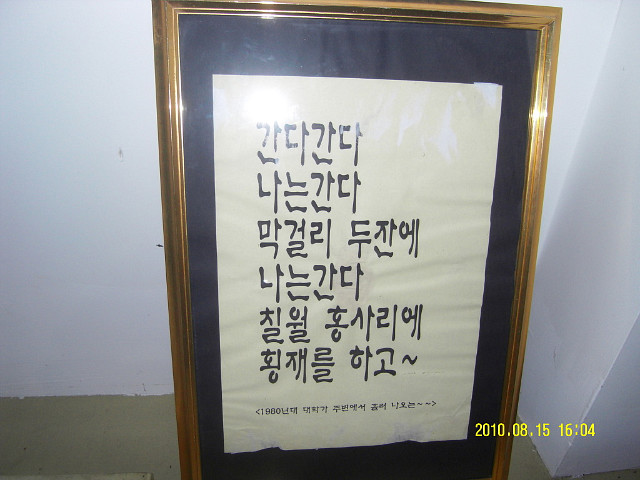 간다간다
나는간다
막걸리 두잔에
나는간다
칠월 홍사리에
횡재를 하고~
<1980년대 대학가 주변에서 흘러 나오는~~>
2010.08.15 16:04